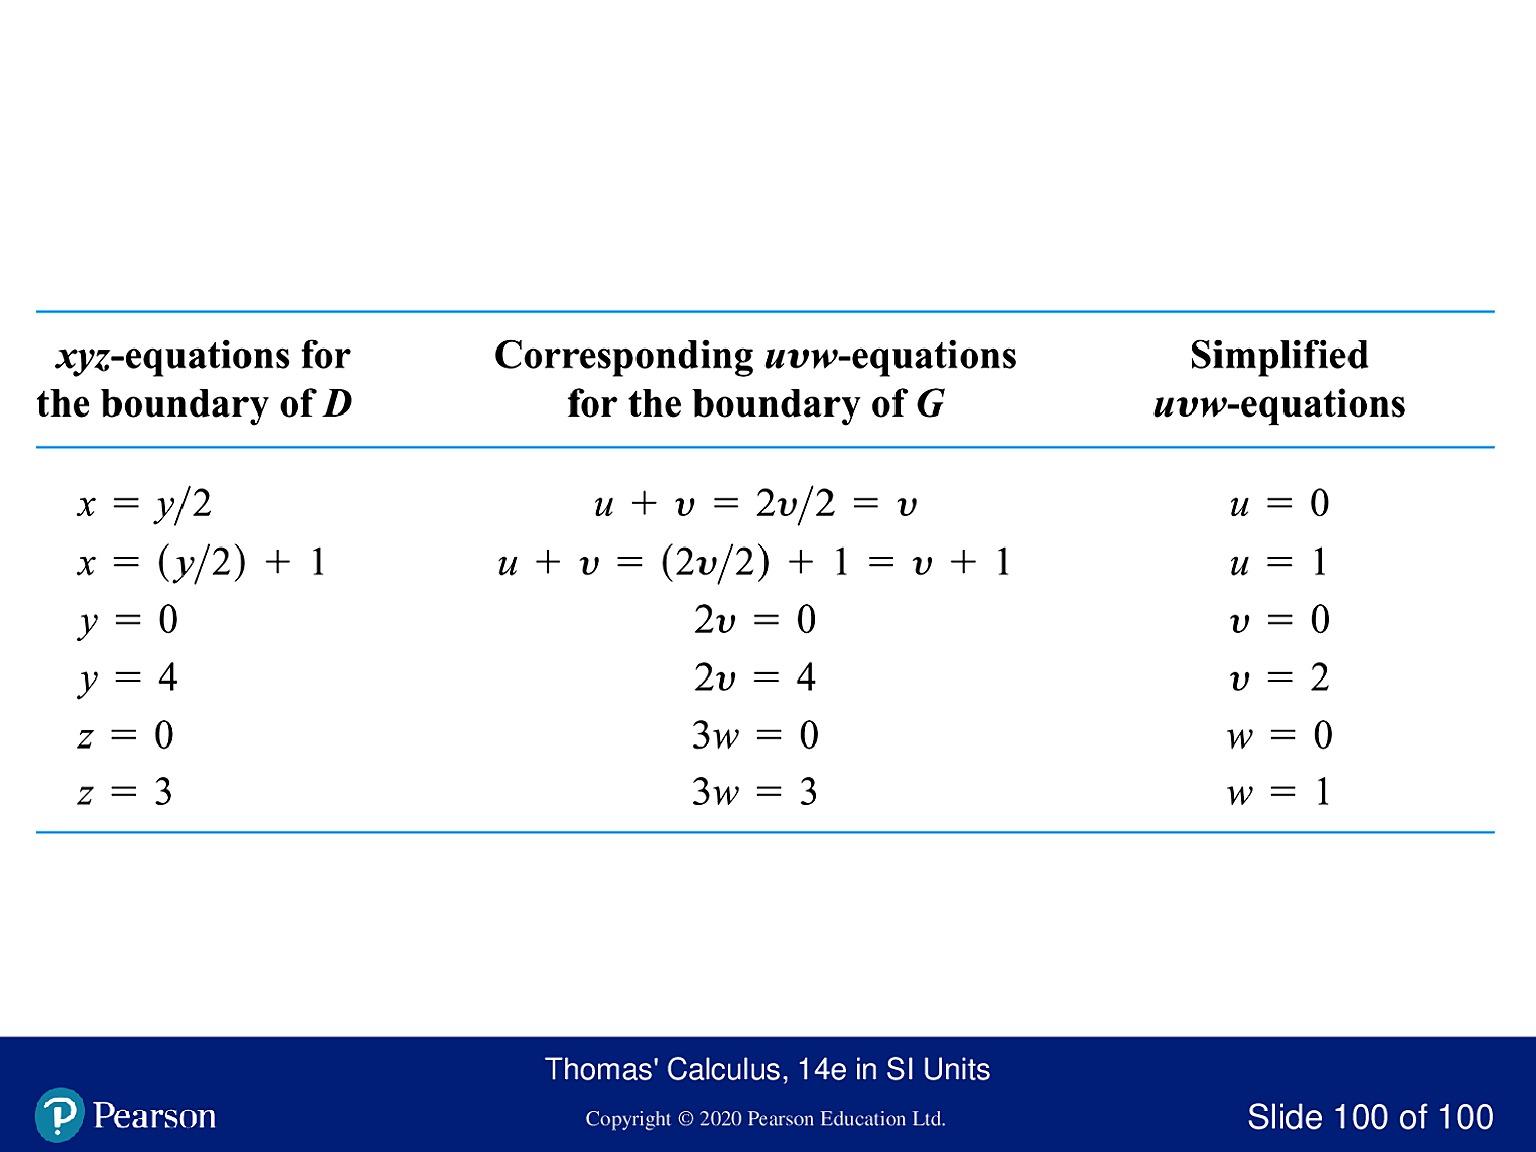 xyz-equations for Corresponding uvw-equations Simplified
the boundary of D for the boundary of G uvw-equations
x = y/2 u + v = 2v/2 = v u = 0
x = (y/2) + 1 u + v = (2v/2) + 1 = v + 1 u = 1
y = 0 2v = 0 v = 0
y = 4 2v = 4 v = 2
z = 0 3w = 0 w = 0
z = 3 3w = 3 w = 1
Thomas' Calculus, 14e in SI Units
Pearson
Copyright © 2020 Pearson Education Ltd.
Slide 100 of 100